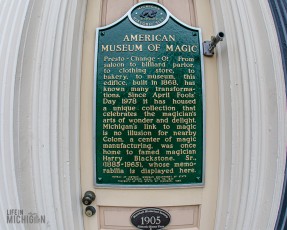 AMERICAN
MUSEUM OF MAGIC
Presto - Change - O! From
saloon to billiard parlor,
to clothing store, to
bakery, to museum, this
edifice, built in 1868, has
known many transforma-
tions. Since April Fools'
Day 1978 it has housed
a unique collection that
celebrates the magician's
arts of wonder and delight.
Michigan's link to magic
is no illusion for nearby
Colon, a center of magic
manufacturing, was once
home to famed magician
Harry Blackstone, Sr.,
(1885-1965), whose memo-
rabilia is displayed here.
1905
LIFE IN
MICHIGAN